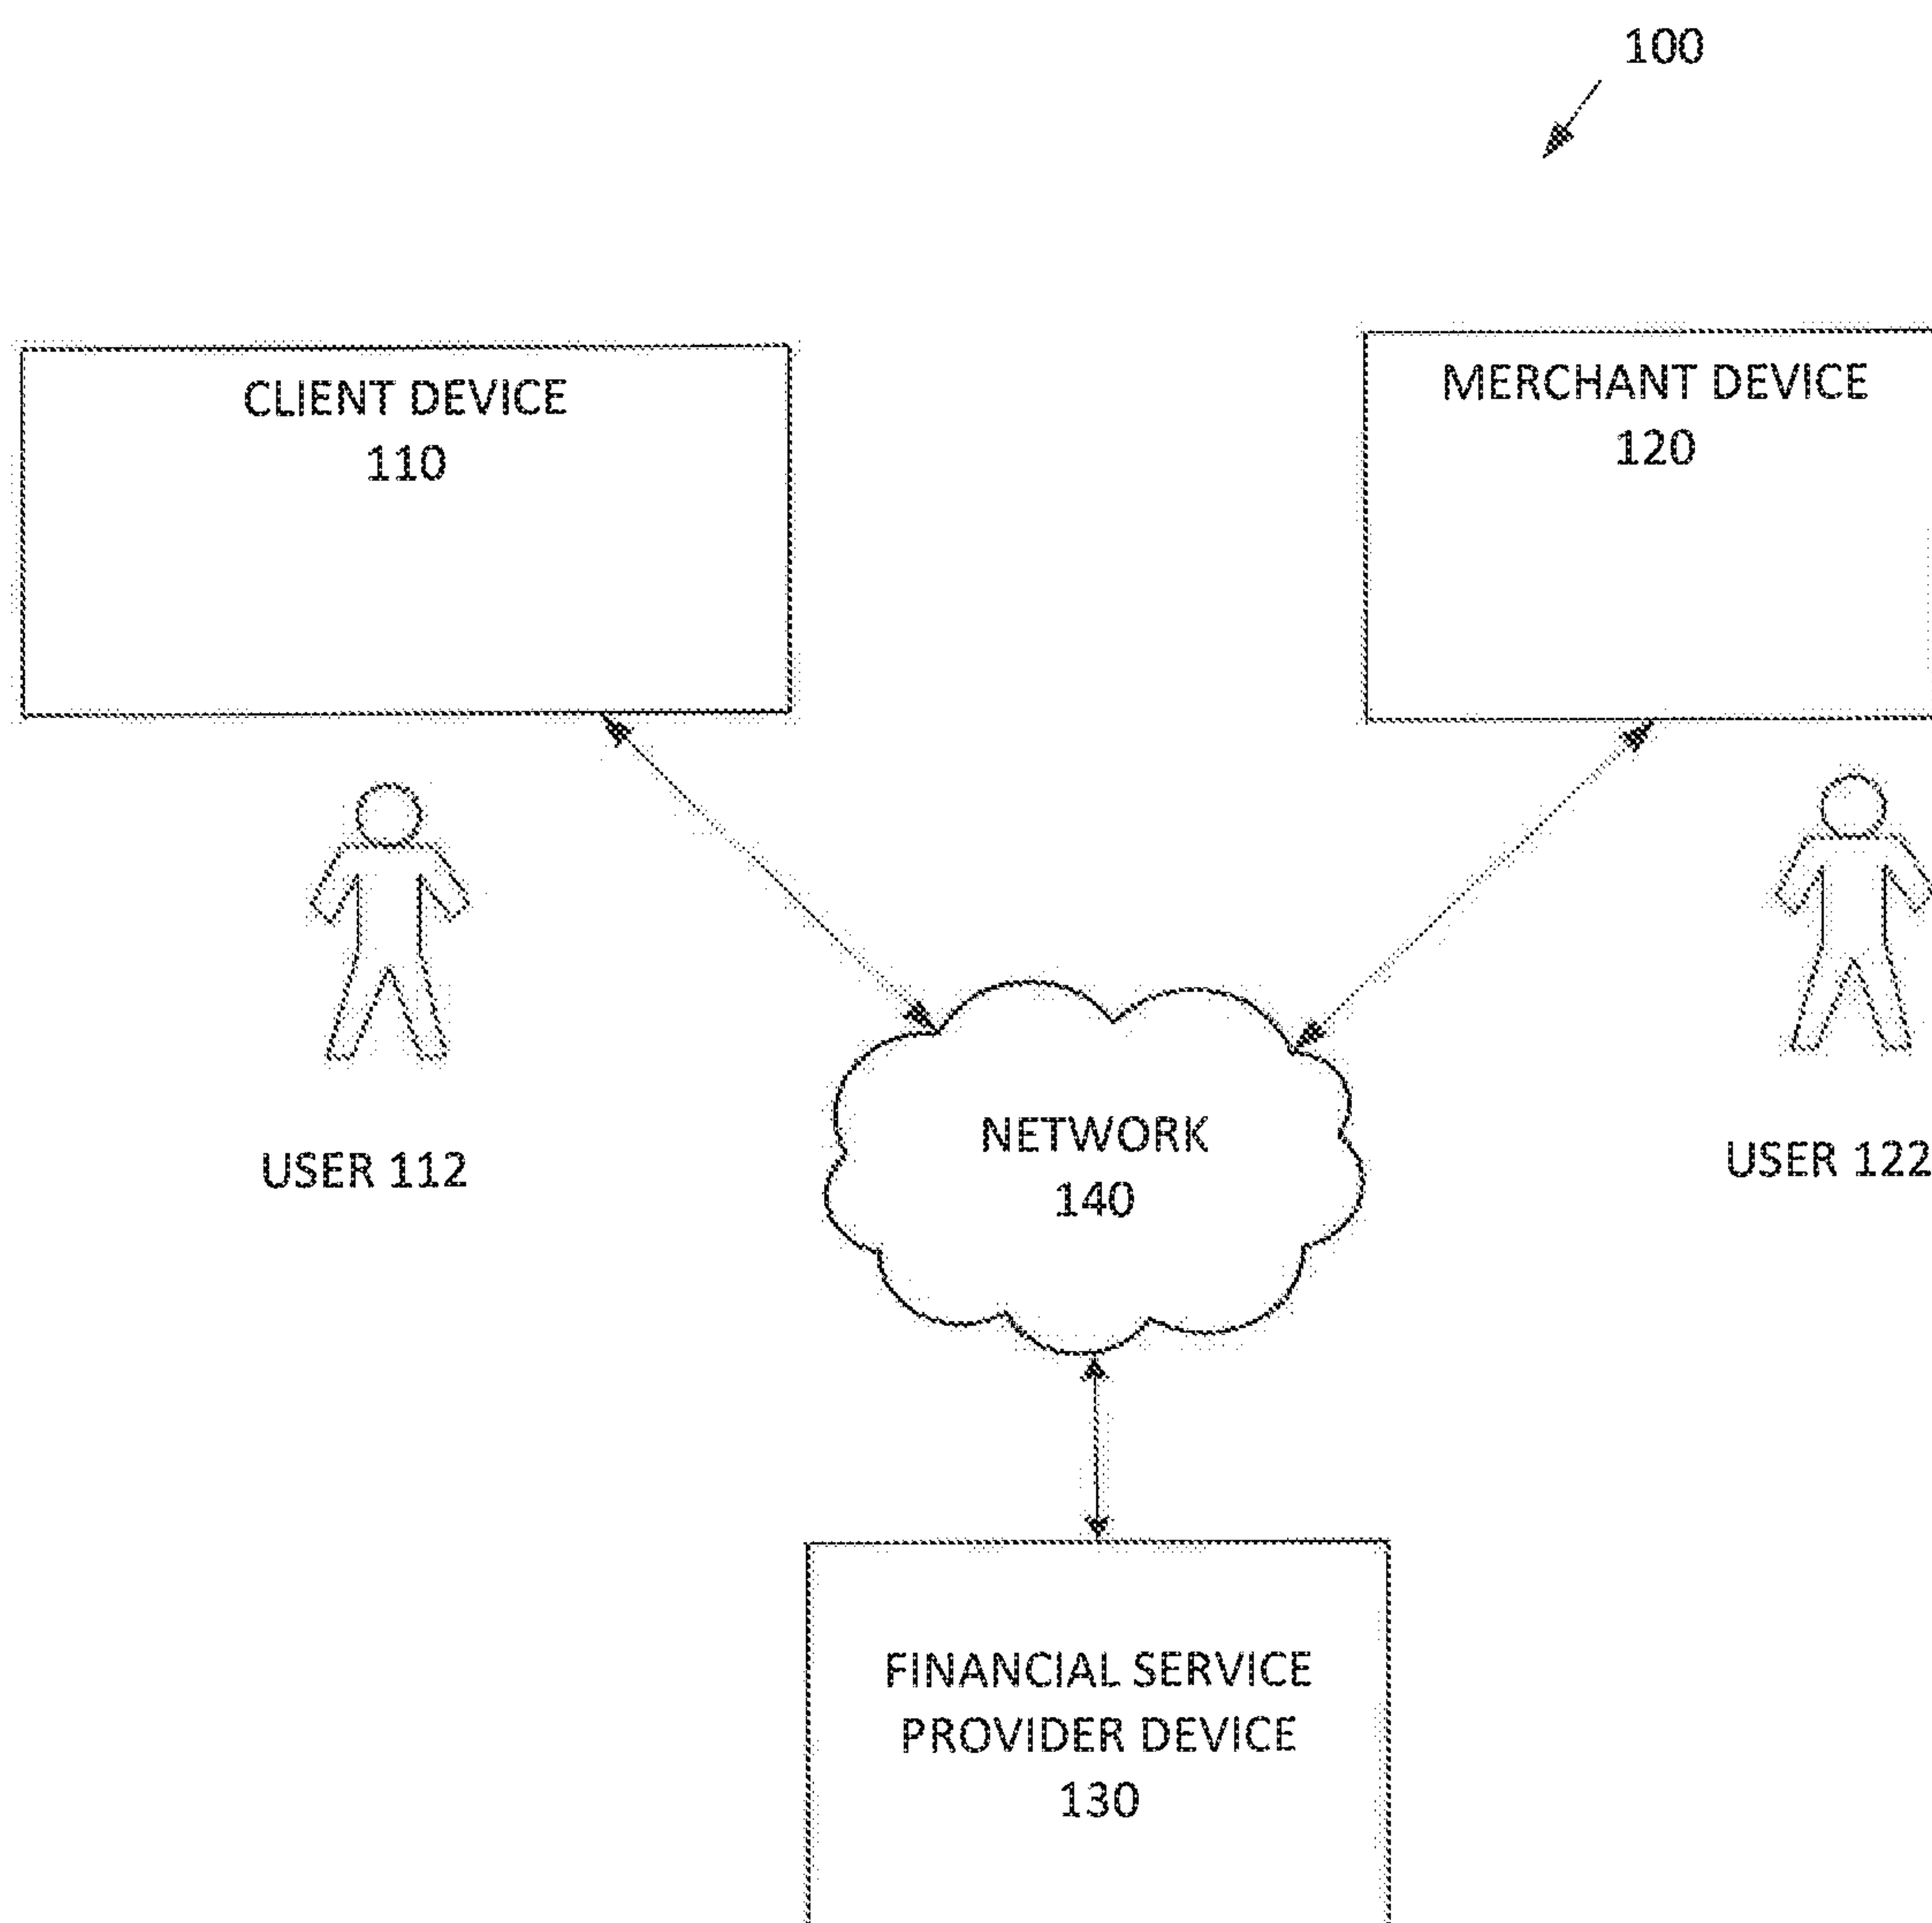 100
CLIENT DEVICE
110
MERCHANT DEVICE
120
NETWORK
140
USER 112
USER 122
FINANCIAL SERVICE
PROVIDER DEVICE
130